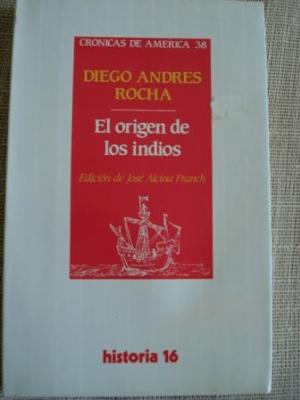 CRONICAS DE AMERICA 38
DIEGO ANDRES
ROCHA
El origen de
los indios
Edición de José Alcina Franch
historia 16